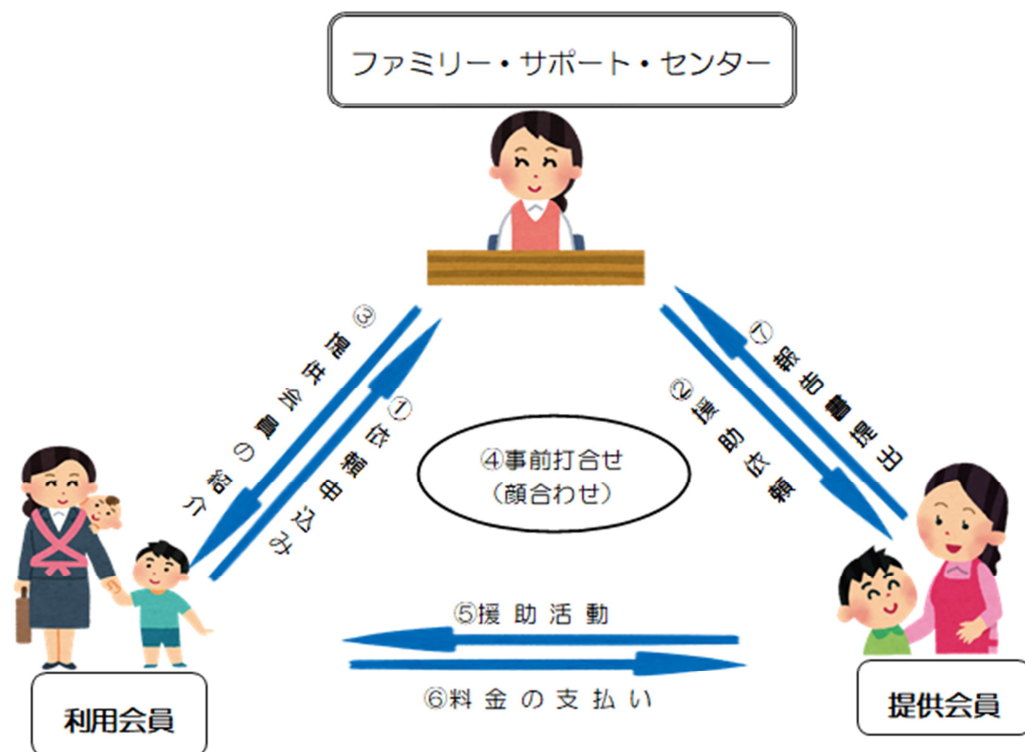 ファミリー・サポート・センター
③提供会員の紹介
①依頼申込み
②援助依頼
⑦報告書提出
④事前打合せ
（顔合わせ）
⑤援助活動
⑥料金の支払い
利用会員
提供会員